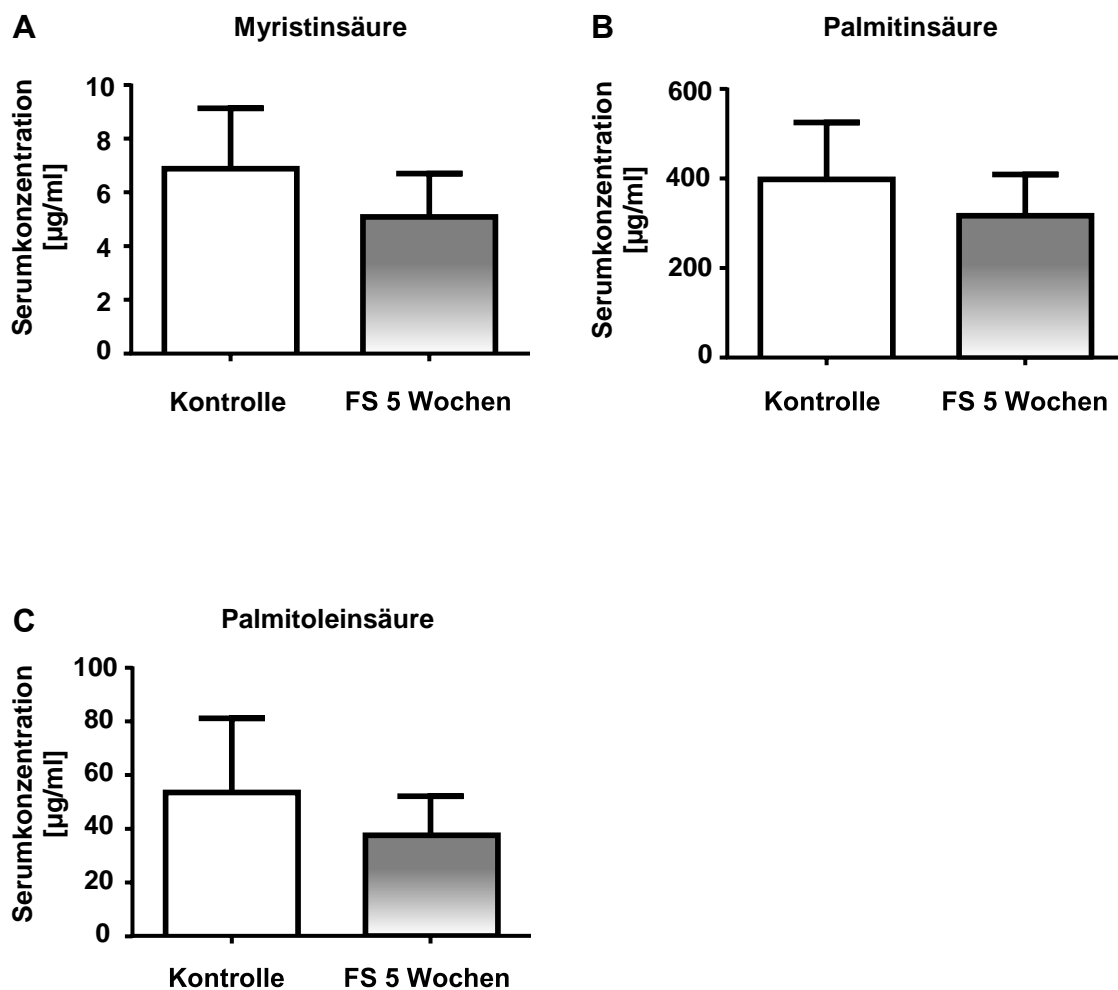 A
Myristinsäure
Serumkonzentration
[µg/ml]
10
8
6
4
2
0
Kontrolle
FS 5 Wochen
B
Palmitinsäure
Serumkonzentration
[µg/ml]
600
400
200
0
Kontrolle
FS 5 Wochen
C
Palmitoleinsäure
Serumkonzentration
[µg/ml]
100
80
60
40
20
0
Kontrolle
FS 5 Wochen